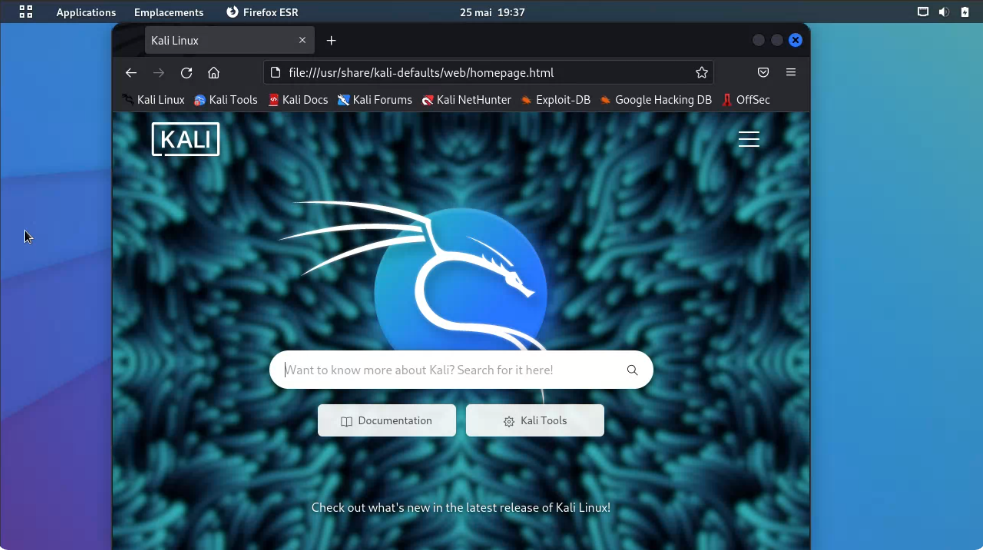 Applications Emplacements Firefox ESR 25 mai 19:37
Kali Linux
file:///usr/share/kali-defaults/web/homepage.html
Kali Linux Kali Tools Kali Docs Kali Forums Kali NetHunter Exploit-DB Google Hacking DB OffSec
KALI
Want to know more about Kali? Search for it here!
Documentation Kali Tools
Check out what's new in the latest release of Kali Linux!